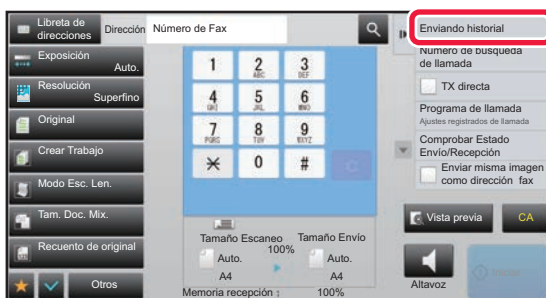 Libreta de
direcciones
Dirección
Número de Fax
Enviando historial
Exposición
Auto.
Número de búsqueda
de llamada
Resolución
Superfino
TX directa
Original
Programa de llamada
Ajustes registrados de llamada
Crear Trabajo
Comprobar Estado
Envío/Recepción
Modo Esc. Len.
Enviar misma imagen
como dirección fax
Tam. Doc. Mix.
Recuento de original
Otros
1
2
ABC
3
DEF
4
GHI
5
JKL
6
MNO
7
PQRS
8
TUV
9
WXYZ
0
#
C
Tamaño Escaneo
Tamaño Envío
100%
Auto.
A4
Auto.
A4
Memoria recepción :
100%
Vista previa
CA
Altavoz